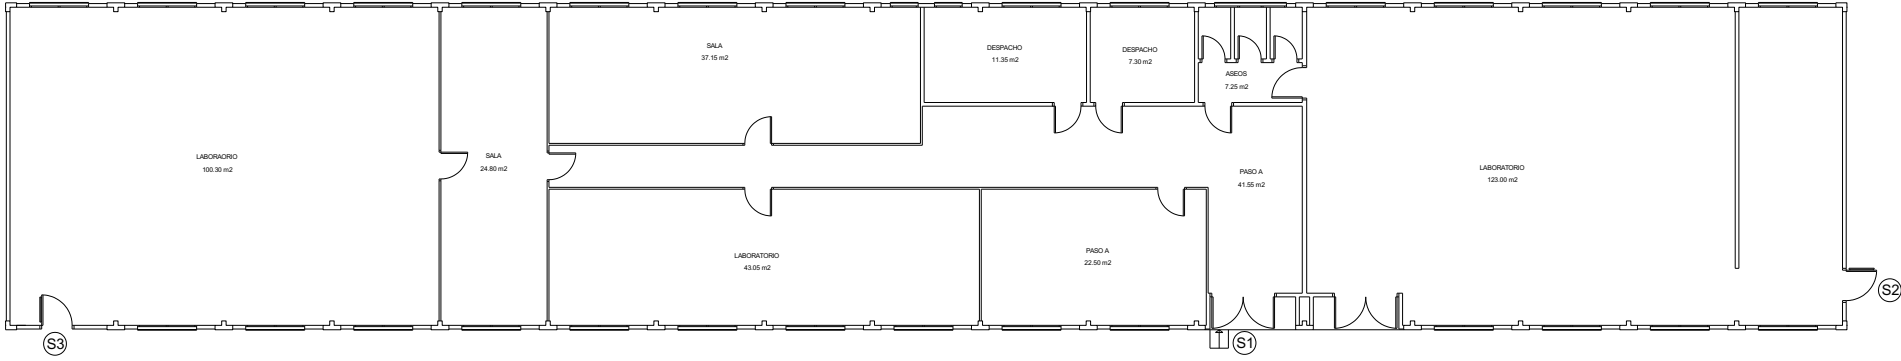 SALA
37.15 m2
DESPACHO
11.35 m2
DESPACHO
7.30 m2
ASEOS
7.25 m2
LABORAORIO
100.30 m2
SALA
24.80 m2
PASO A
41.55 m2
LABORATORIO
123.00 m2
LABORATORIO
43.05 m2
PASO A
22.50 m2
S2
S3
S1